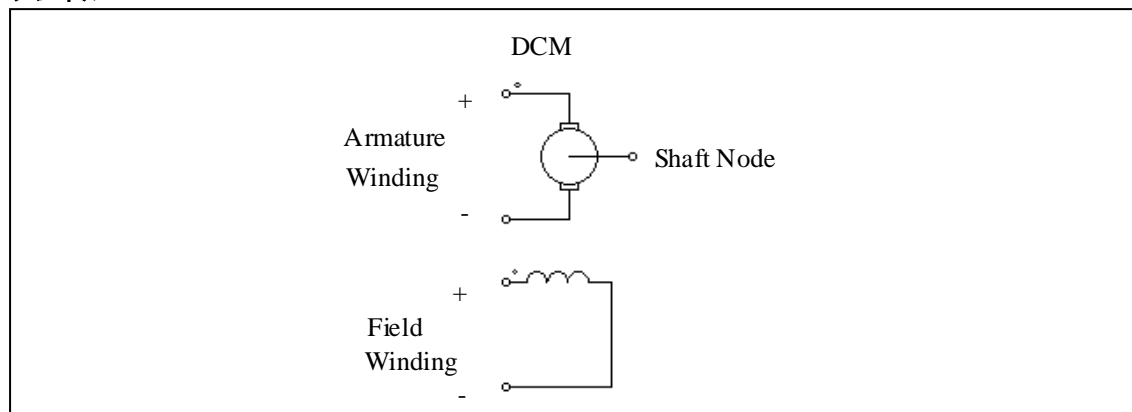 DCM
+
Armature
Winding
-
Shaft Node
+
Field
Winding
-